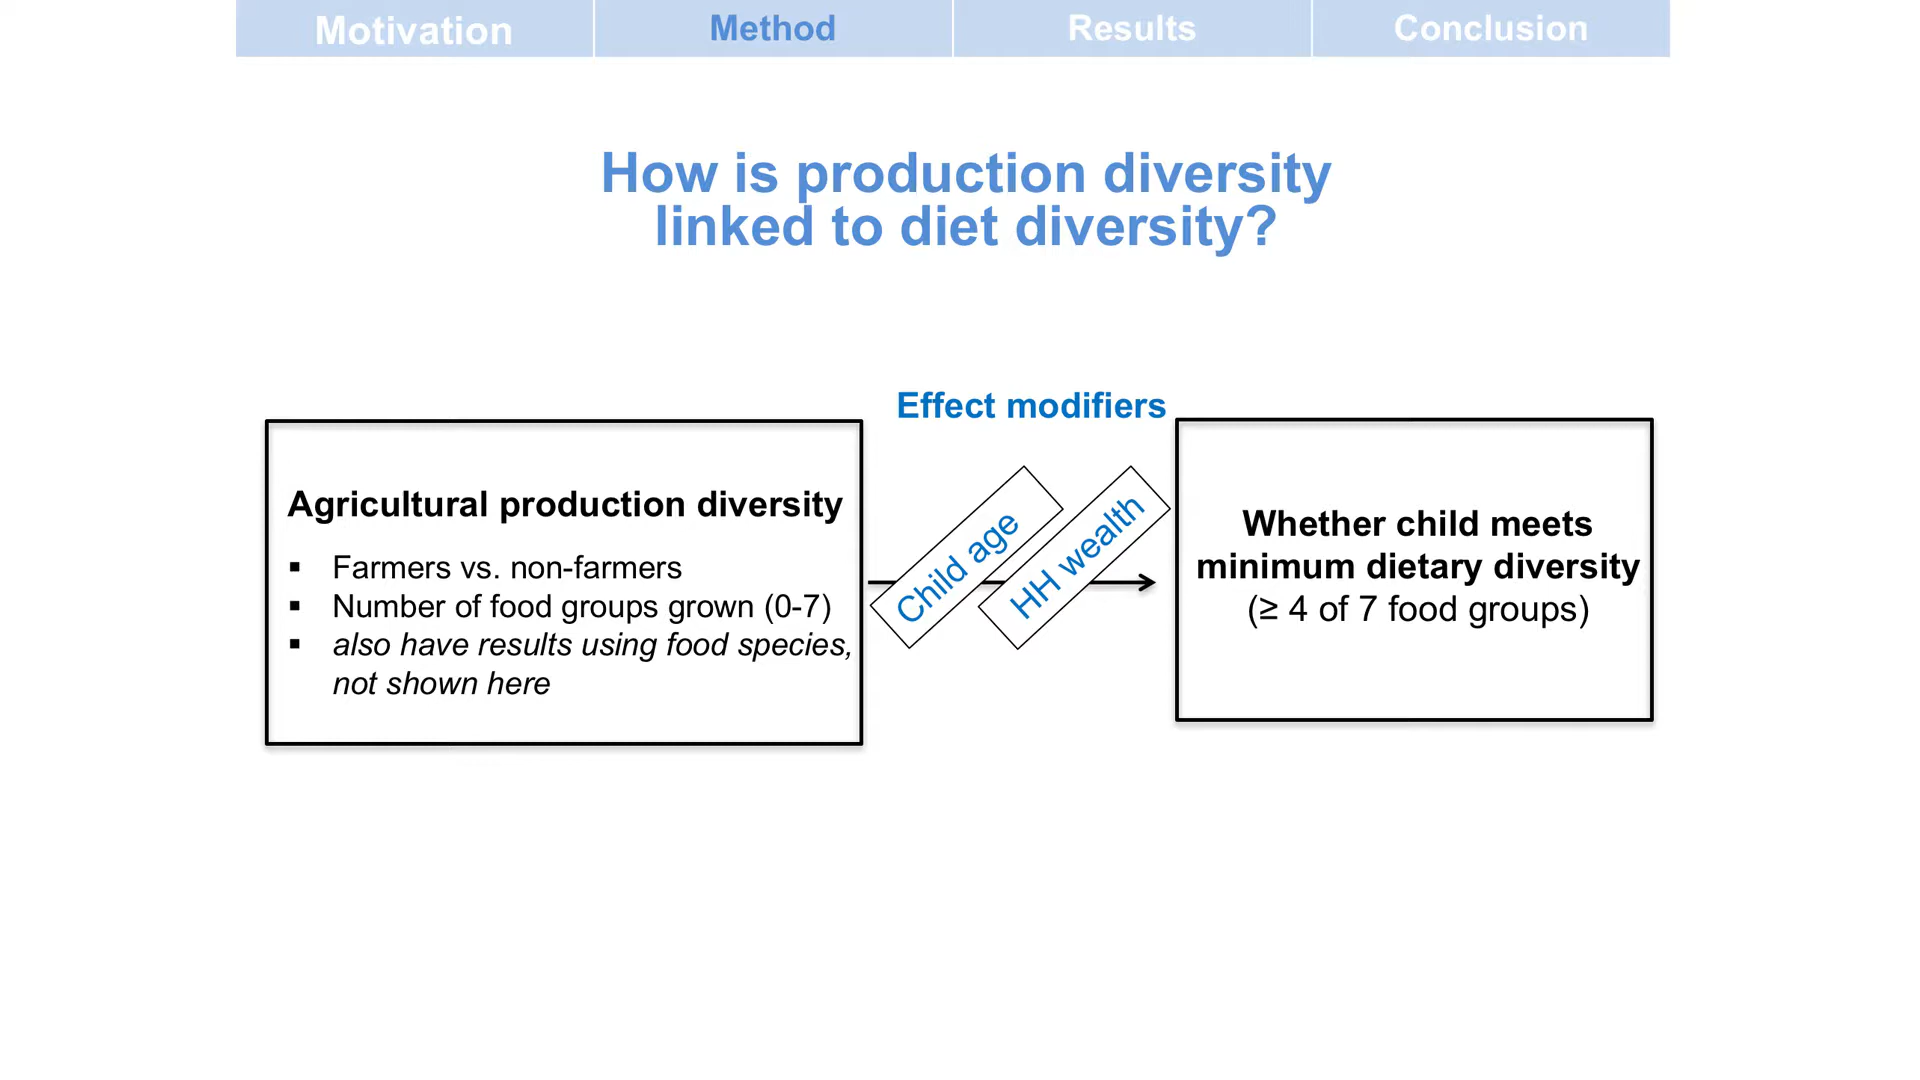 Motivation
Method
Results
Conclusion
How is production diversity
linked to diet diversity?
Effect modifiers
Agricultural production diversity
▪ Farmers vs. non-farmers
▪ Number of food groups grown (0-7)
▪ also have results using food species,
not shown here
Child age
HH wealth
Whether child meets
minimum dietary diversity
(≥ 4 of 7 food groups)